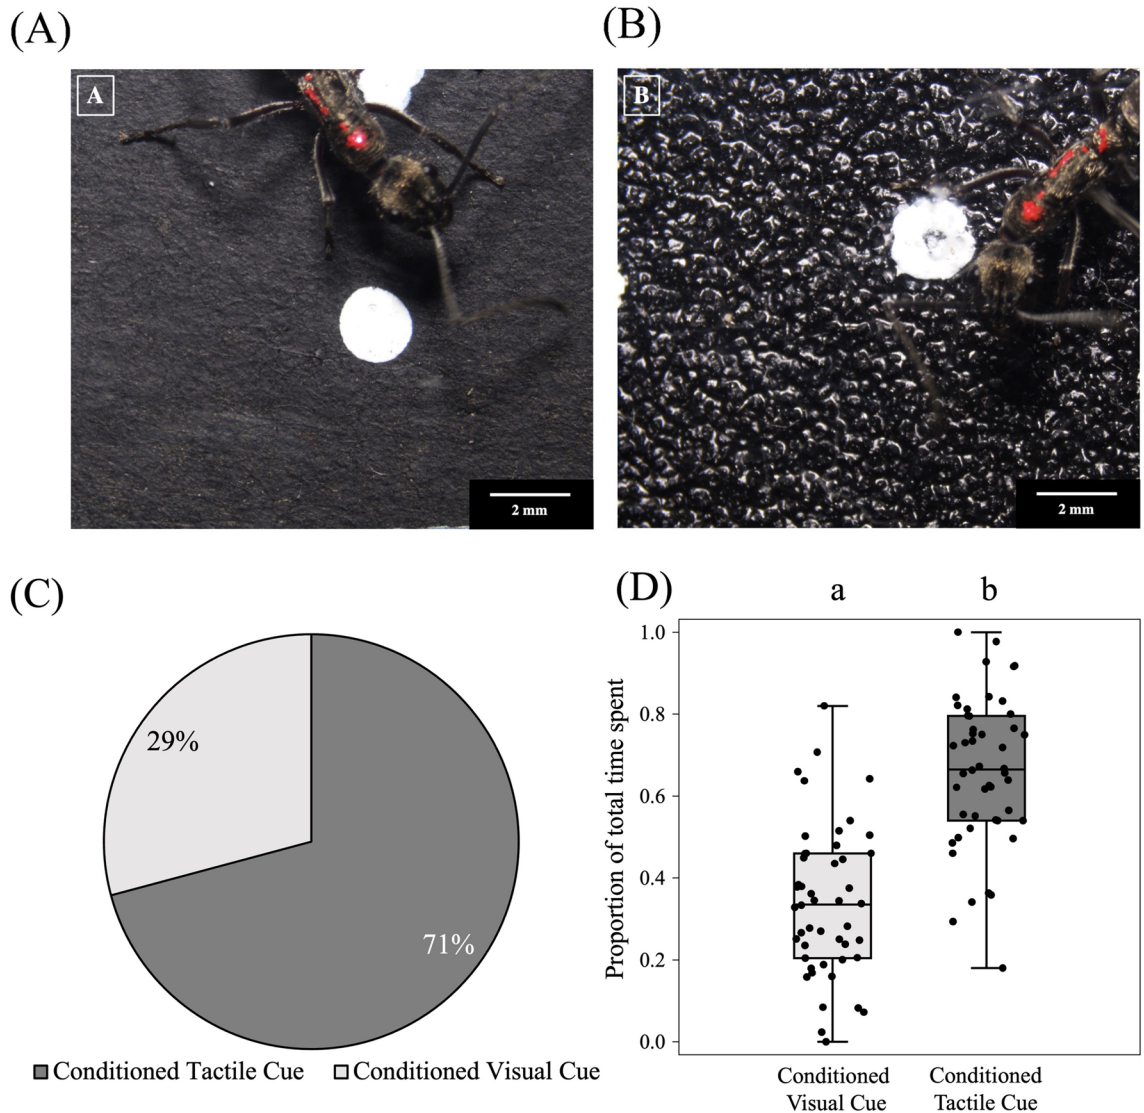 (A)
(B)
A
B
2 mm
2 mm
(C)
(D)
a
b
29%
71%
Conditioned Tactile Cue
Conditioned Visual Cue
Proportion of total time spent
1.0
0.8
0.6
0.4
0.2
0.0
Conditioned
Visual Cue
Conditioned
Tactile Cue